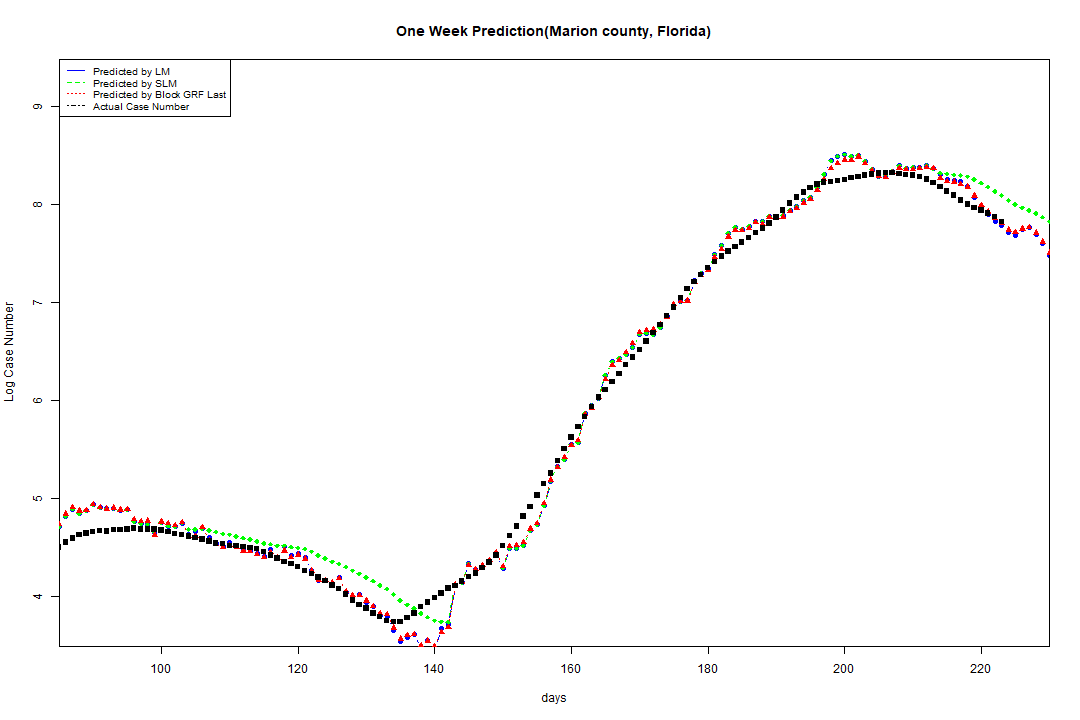 One Week Prediction(Marion county, Florida)
Predicted by LM
Predicted by SLM
Predicted by Block GRF Last
Actual Case Number
9
8
7
6
5
4
Log Case Number
100 120 140 160 180 200 220
days